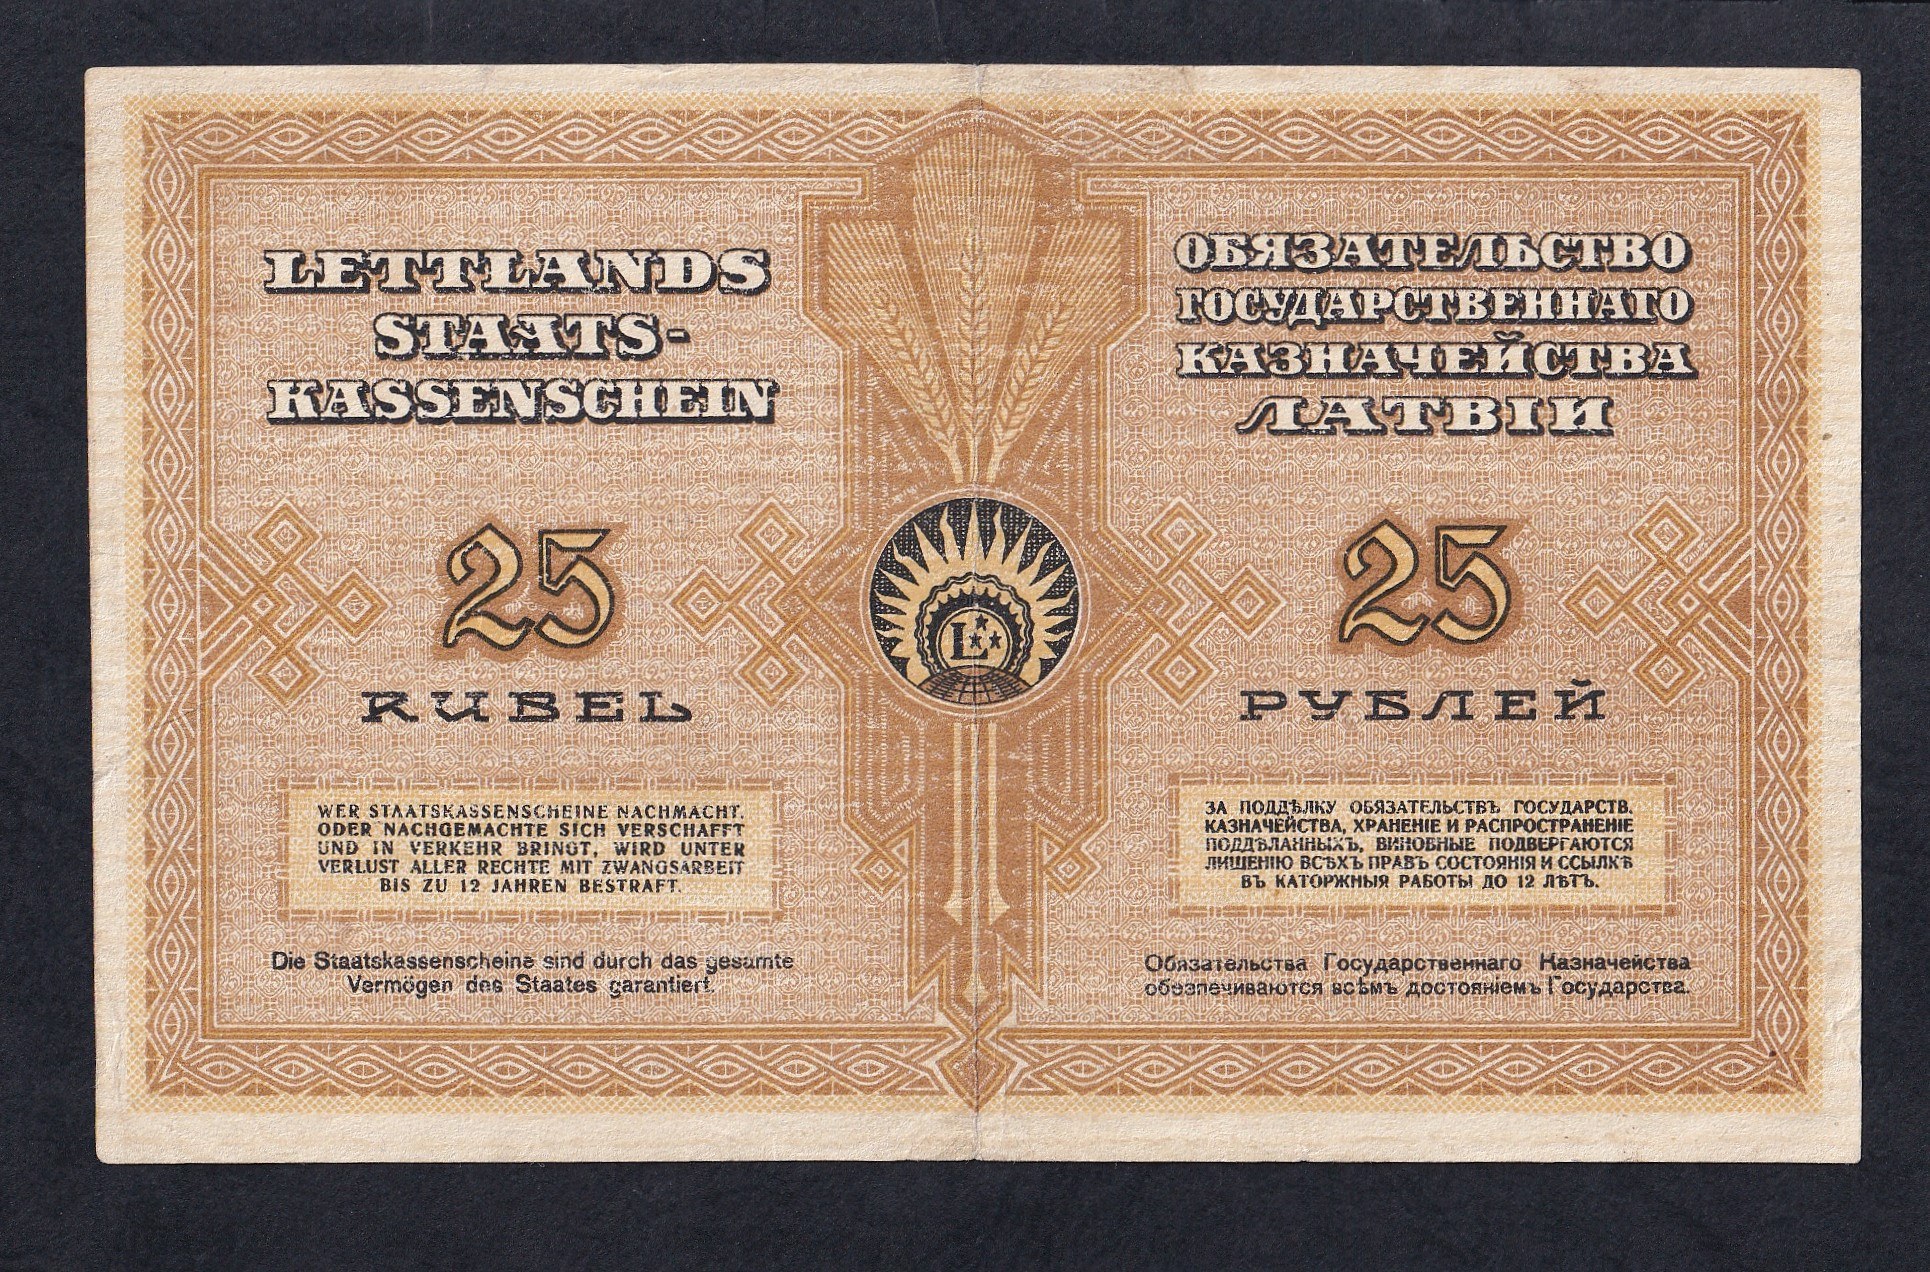 LETTLANDS
STAATS-
KASSENSCHEIN
25
RUBEL
WER STAATSKASSENSCHEINE NACHMACHT,
ODER NACHGEMACHTE SICH VERSCHAFFT
UND IN VERKEHR BRINGT, WIRD UNTER
VERLUST ALLER RECHTE MIT ZWANGSARBEIT
BIS ZU 12 JAHREN BESTRAFT.
Die Staatskassenscheine sind durch das gesamte
Vermögen des Staates garantiert.
L
ОБЯЗАТЕЛЬСТВО
ГОСУДАРСТВЕННАГО
КАЗНАЧЕЙСТВА
ЛАТВІИ
25
РУБЛЕЙ
ЗА ПОДДѢЛКУ ОБЯЗАТЕЛЬСТВЪ ГОСУДАРСТВ.
КАЗНАЧЕЙСТВА, ХРАНЕНІЕ И РАСПРОСТРАНЕНІЕ
ПОДДѢЛАННЫХЪ, ВИНОВНЫЕ ПОДВЕРГАЮТСЯ
ЛИШЕНІЮ ВСѢХЪ ПРАВЪ СОСТОЯНІЯ И ССЫЛКѢ
ВЪ КАТОРЖНЫЯ РАБОТЫ ДО 12 ЛѢТЪ.
Обязательства Государственнаго Казначейства
обезпечиваются всѣмъ достояніемъ Государства.